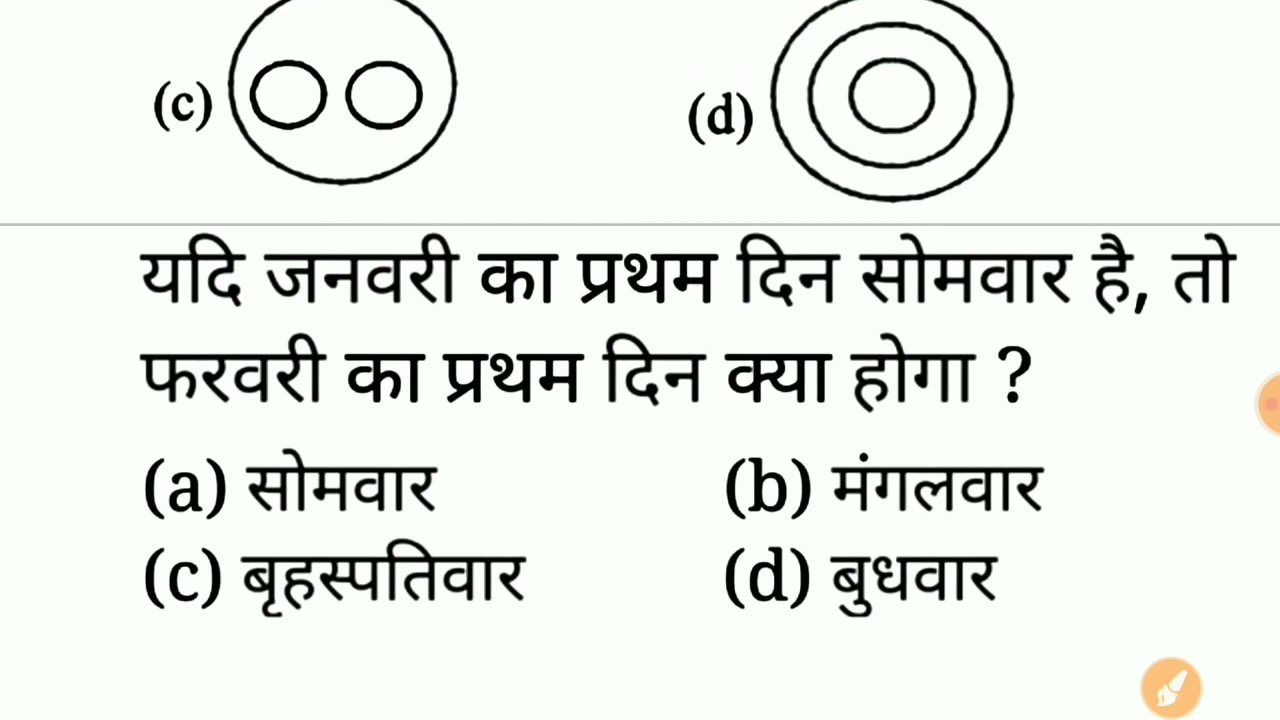 (c) (d)
यदि जनवरी का प्रथम दिन सोमवार है, तो
फरवरी का प्रथम दिन क्या होगा ?
(a) सोमवार (b) मंगलवार
(c) बृहस्पतिवार (d) बुधवार